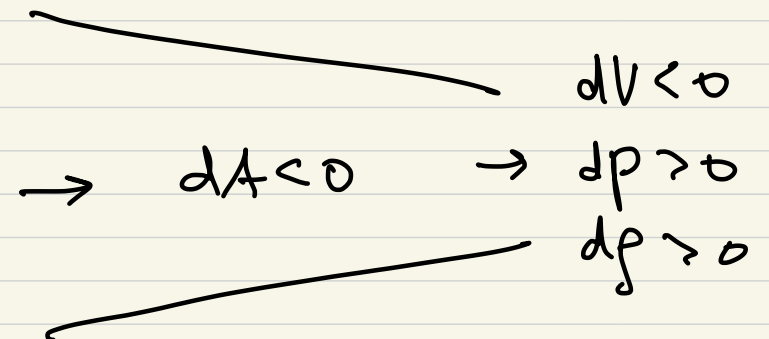 dV < 0
→ dA < 0 → dp > 0
dρ > 0